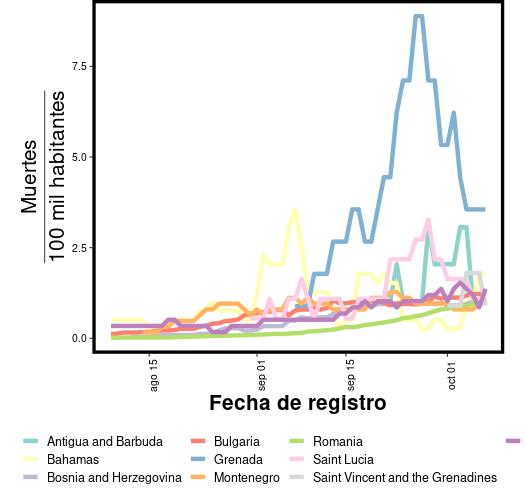 Muertes
100 mil habitantes
7.5
5.0
2.5
0.0
ago 15
sep 01
sep 15
oct 01
Fecha de registro
Antigua and Barbuda
Bulgaria
Romania
Bahamas
Grenada
Saint Lucia
Bosnia and Herzegovina
Montenegro
Saint Vincent and the Grenadines